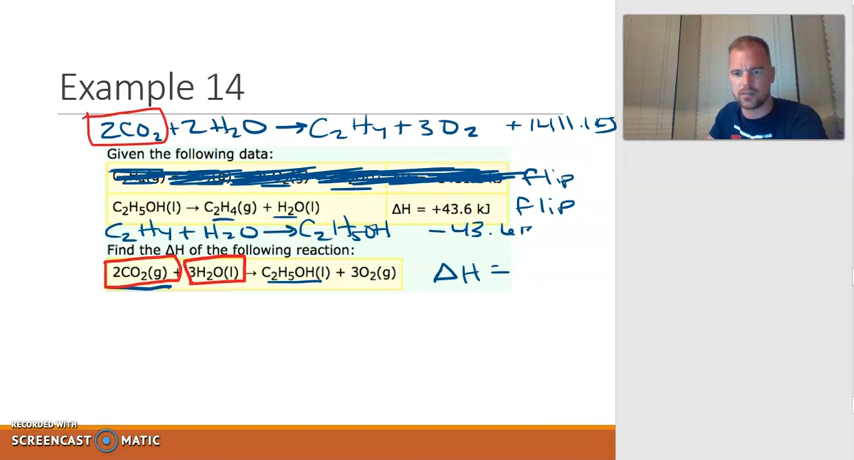 Example 14
2CO₂ + 2H₂O → C₂H₄ + 3O₂ + 1411.1
Given the following data:
flip
C₂H₅OH(l) → C₂H₄(g) + H₂O(l) ΔH = +43.6 kJ flip
C₂H₄ + H₂O → C₂H₅OH − 43.6
Find the ΔH of the following reaction:
2CO₂(g) + 3H₂O(l) → C₂H₅OH(l) + 3O₂(g) ΔH =
RECORDED WITH
SCREENCAST MATIC